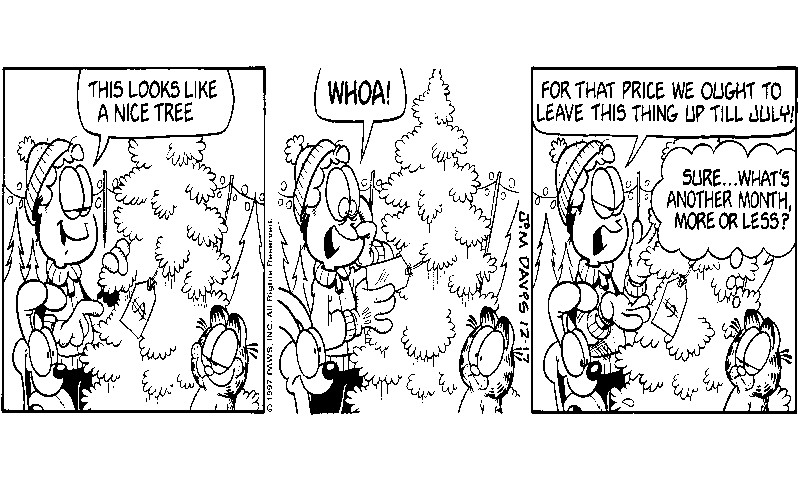 THIS LOOKS LIKE
A NICE TREE
$
WHOA!
© 1997 PAWS, INC. All Rights Reserved.
JIM DAVIS 12·17
FOR THAT PRICE WE OUGHT TO
LEAVE THIS THING UP TILL JULY!
SURE...WHAT'S
ANOTHER MONTH,
MORE OR LESS?
$